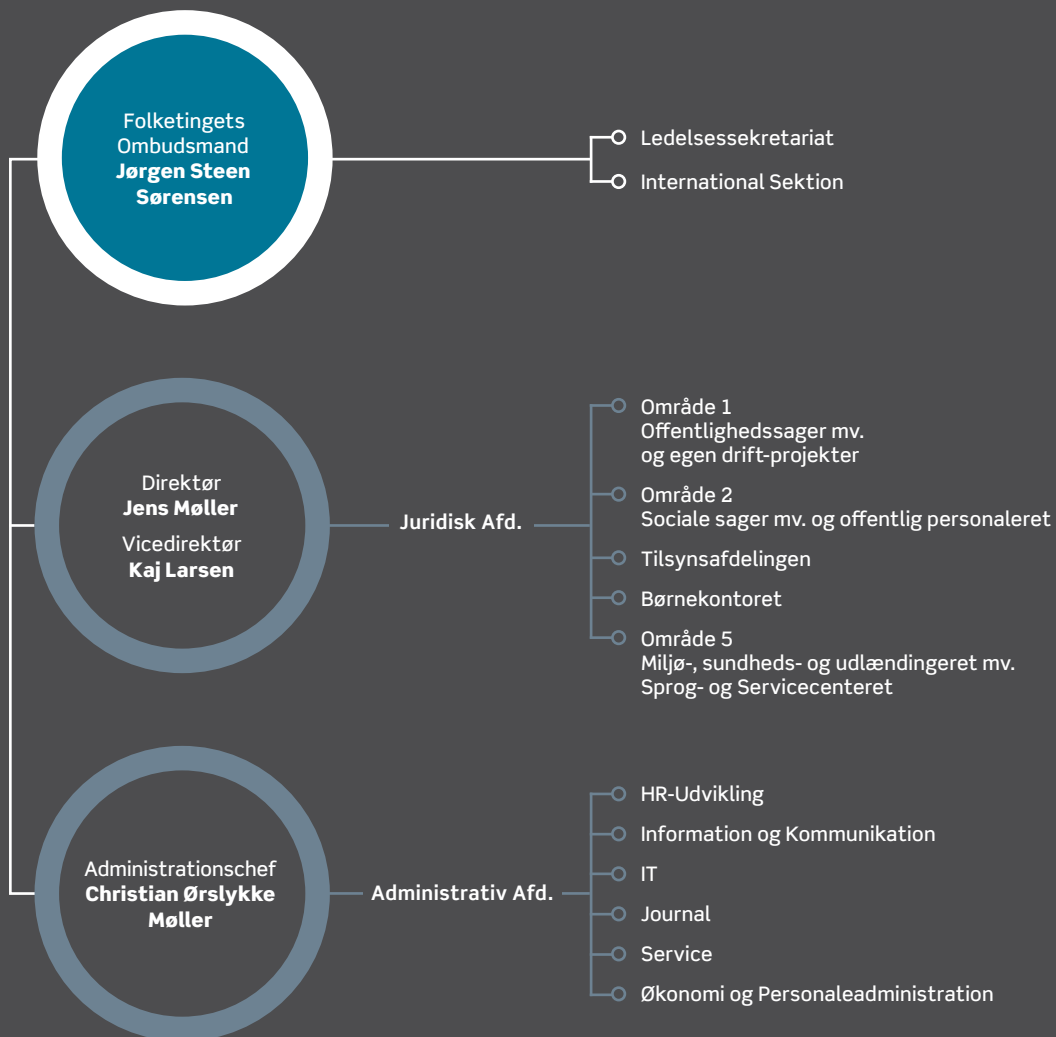 Folketingets
Ombudsmand
Jørgen Steen
Sørensen
Ledelsessekretariat
International Sektion
Direktør
Jens Møller
Vicedirektør
Kaj Larsen
Juridisk Afd.
Område 1
Offentlighedssager mv.
og egen drift-projekter
Område 2
Sociale sager mv. og offentlig personaleret
Tilsynsafdelingen
Børnekontoret
Område 5
Miljø-, sundheds- og udlændingeret mv.
Sprog- og Servicecenteret
Administrationschef
Christian Ørslykke
Møller
Administrativ Afd.
HR-Udvikling
Information og Kommunikation
IT
Journal
Service
Økonomi og Personaleadministration